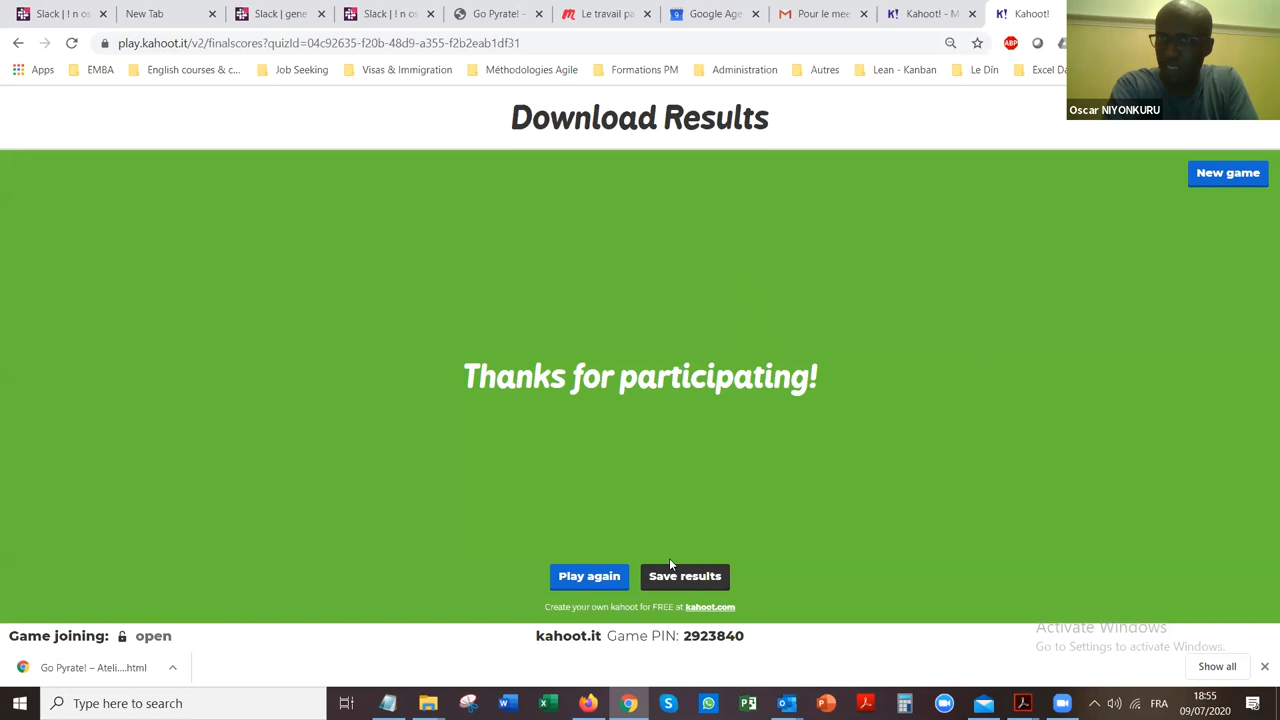 Slack | n os
New Tab
Slack | gene
Slack | n os
Go Pyrate! –
Le travail pa
Google Age
Pour le mee
Kahoot! - M
Kahoot!
play.kahoot.it/v2/finalscores?quizId=01c92635-f20b-48d9-a355-f2b2eab1df31
ABP
Apps
EMBA
English courses & c...
Job Seeking
Visas & Immigration
Méthodologies Agile
Formations PM
Administration
Autres
Lean - Kanban
Le Dîn
Excel Da
Oscar NIYONKURU
Download Results
New game
Thanks for participating!
Play again
Save results
Create your own kahoot for FREE at kahoot.com
Game joining: open
kahoot.it Game PIN: 2923840
Activate Windows
Go to Settings to activate Windows.
Go Pyrate! – Ateli....html
Show all
Type here to search
FRA
18:55
09/07/2020